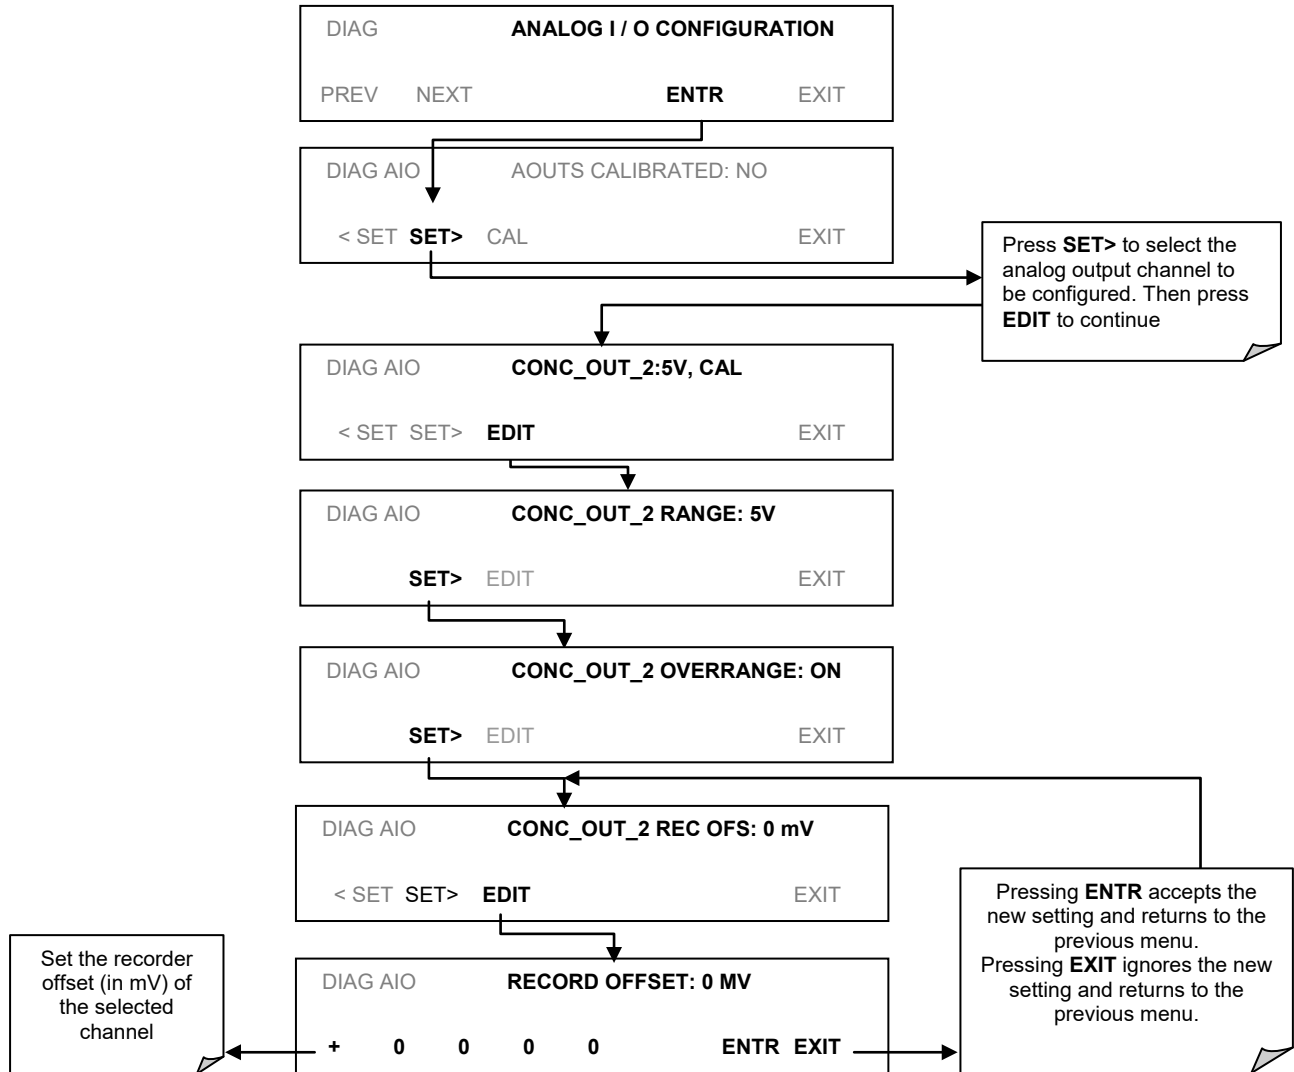 DIAG ANALOG I / O CONFIGURATION
PREV NEXT ENTR EXIT
DIAG AIO AOUTS CALIBRATED: NO
< SET SET> CAL EXIT
Press SET> to select the
analog output channel to
be configured. Then press
EDIT to continue
DIAG AIO CONC_OUT_2:5V, CAL
< SET SET> EDIT EXIT
DIAG AIO CONC_OUT_2 RANGE: 5V
SET> EDIT EXIT
DIAG AIO CONC_OUT_2 OVERRANGE: ON
SET> EDIT EXIT
DIAG AIO CONC_OUT_2 REC OFS: 0 mV
< SET SET> EDIT EXIT
Pressing ENTR accepts the
new setting and returns to the
previous menu.
Pressing EXIT ignores the new
setting and returns to the
previous menu.
Set the recorder
offset (in mV) of
the selected
channel
DIAG AIO RECORD OFFSET: 0 MV
+ 0 0 0 0 ENTR EXIT